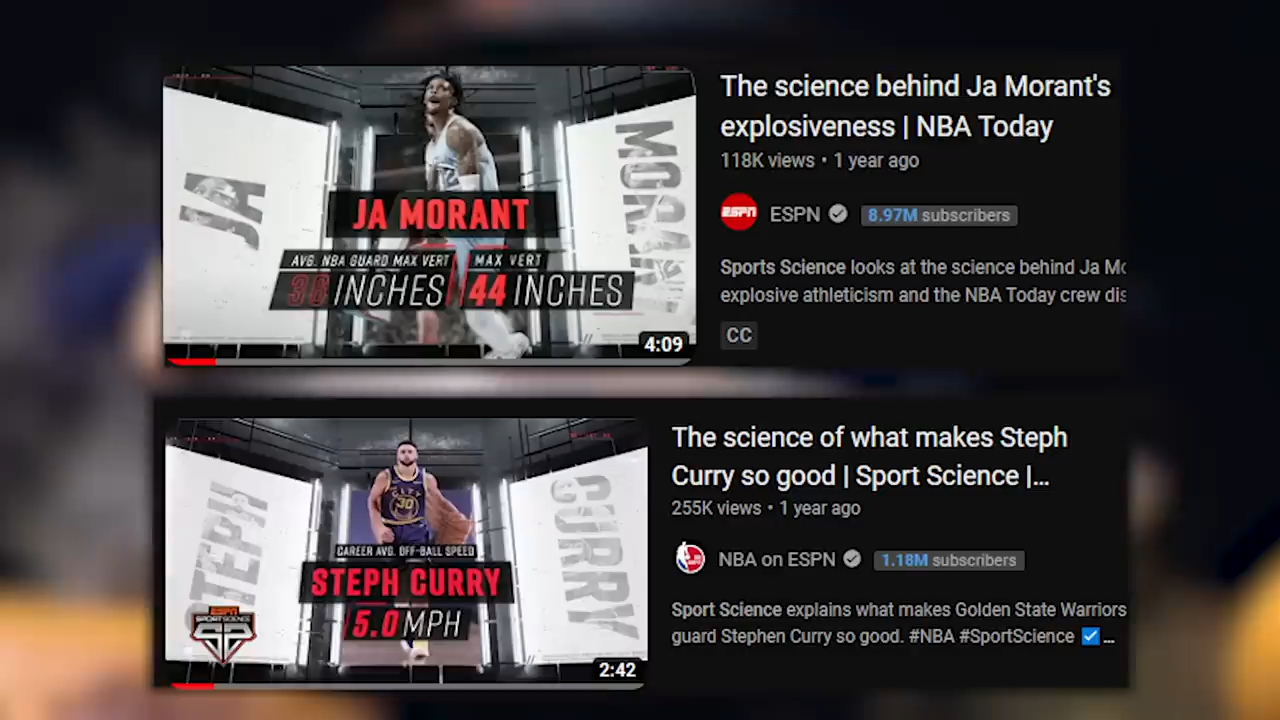 JA
MORANT
JA MORANT
AVG. NBA GUARD MAX VERT
MAX VERT
INCHES
44 INCHES
4:09
The science behind Ja Morant's
explosiveness | NBA Today
118K views • 1 year ago
ESPN
ESPN
8.97M subscribers
Sports Science looks at the science behind Ja Mo
explosive athleticism and the NBA Today crew dis
CC
STEPH
CURRY
CITY
30
CAREER AVG. OFF-BALL SPEED
STEPH CURRY
5.0 MPH
ESPN
SPORTSCIENCE
2:42
The science of what makes Steph
Curry so good | Sport Science |...
255K views • 1 year ago
NBA on ESPN
1.18M subscribers
Sport Science explains what makes Golden State Warriors
guard Stephen Curry so good. #NBA #SportScience ☑ ...